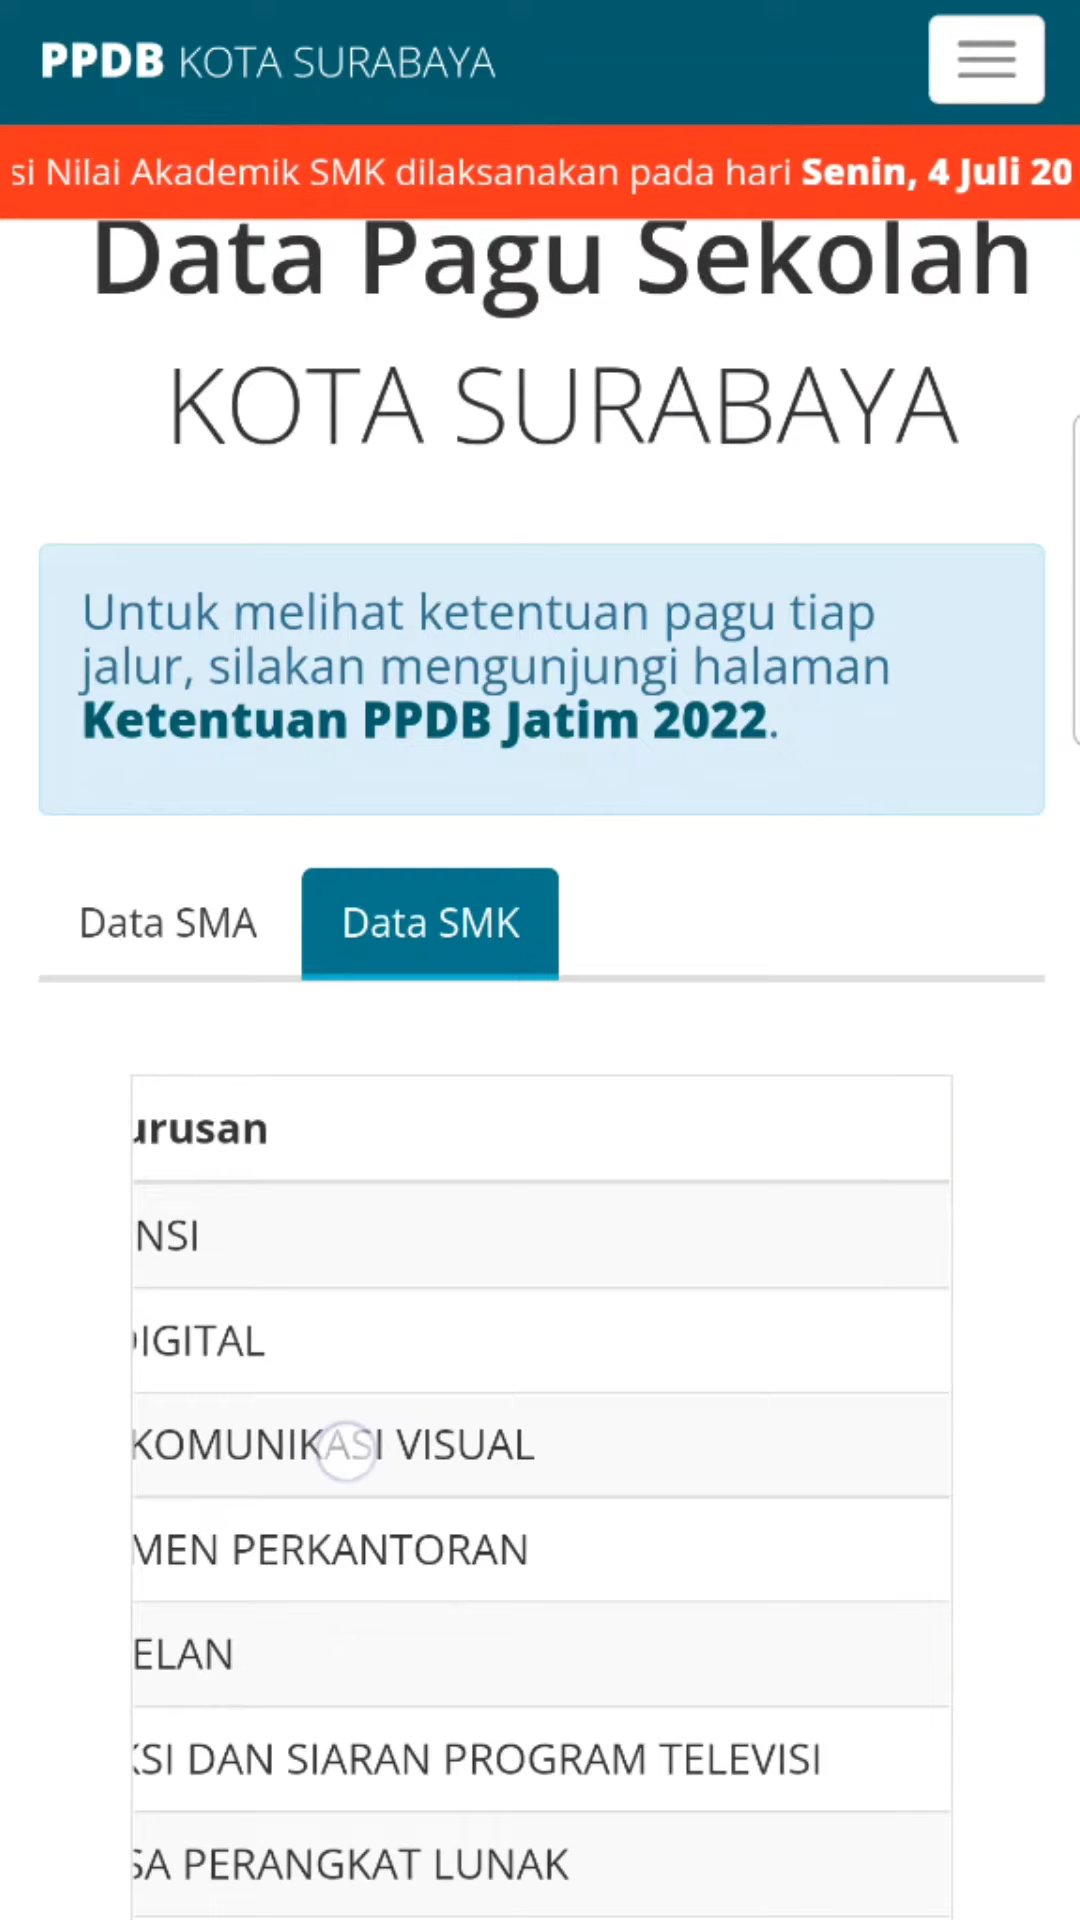 PPDB KOTA SURABAYA
si Nilai Akademik SMK dilaksanakan pada hari Senin, 4 Juli 20
Data Pagu Sekolah
KOTA SURABAYA
Untuk melihat ketentuan pagu tiap
jalur, silakan mengunjungi halaman
Ketentuan PPDB Jatim 2022.
Data SMA
Data SMK
urusan
NSI
IGITAL
KOMUNIKASI VISUAL
MEN PERKANTORAN
ELAN
SI DAN SIARAN PROGRAM TELEVISI
SA PERANGKAT LUNAK